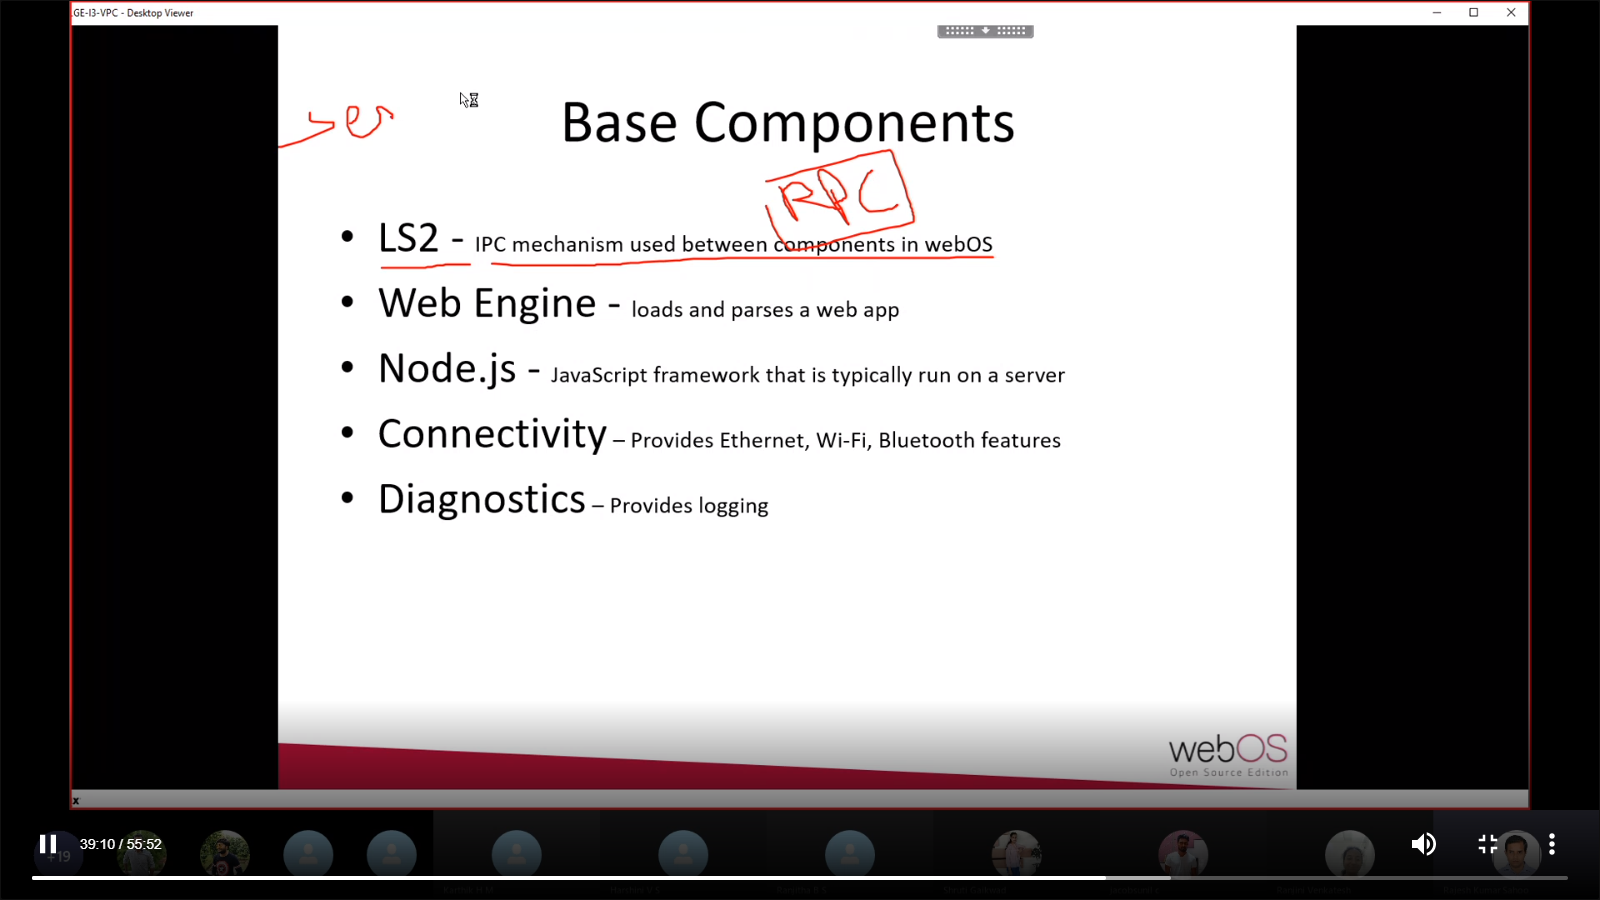 .GE-I3-VPC - Desktop Viewer
ser
Base Components
RPC
• LS2 - IPC mechanism used between components in webOS
• Web Engine - loads and parses a web app
• Node.js - JavaScript framework that is typically run on a server
• Connectivity – Provides Ethernet, Wi-Fi, Bluetooth features
• Diagnostics – Provides logging
webOS
Open Source Edition
x
39:10 / 55:52
+19